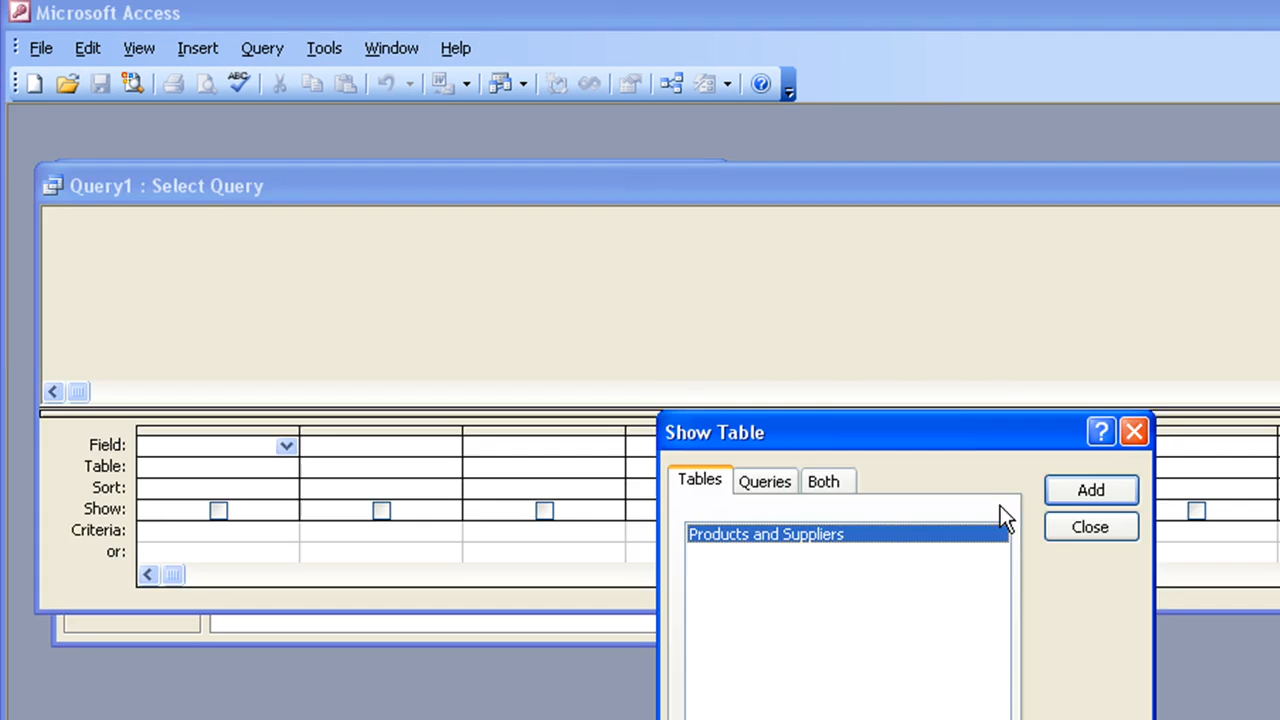 Microsoft Access
File Edit View Insert Query Tools Window Help
ABC W ?
Query1 : Select Query
Field:
Table:
Sort:
Show:
Criteria:
or:
Show Table ?
Tables Queries Both
Add
Products and Suppliers
Close